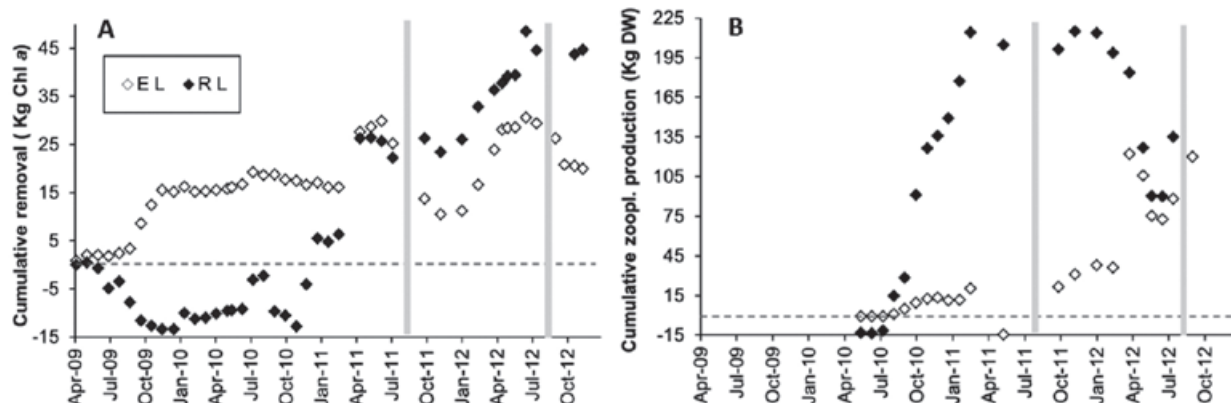 A
Cumulative removal ( Kg Chl a)
45
35
25
15
5
-5
-15
E L
R L
Apr-09
Jul-09
Oct-09
Jan-10
Apr-10
Jul-10
Oct-10
Jan-11
Apr-11
Jul-11
Oct-11
Jan-12
Apr-12
Jul-12
Oct-12
B
Cumulative zoopl. production (Kg DW)
225
195
165
135
105
75
45
15
-15
Apr-09
Jul-09
Oct-09
Jan-10
Apr-10
Jul-10
Oct-10
Jan-11
Apr-11
Jul-11
Oct-11
Jan-12
Apr-12
Jul-12
Oct-12